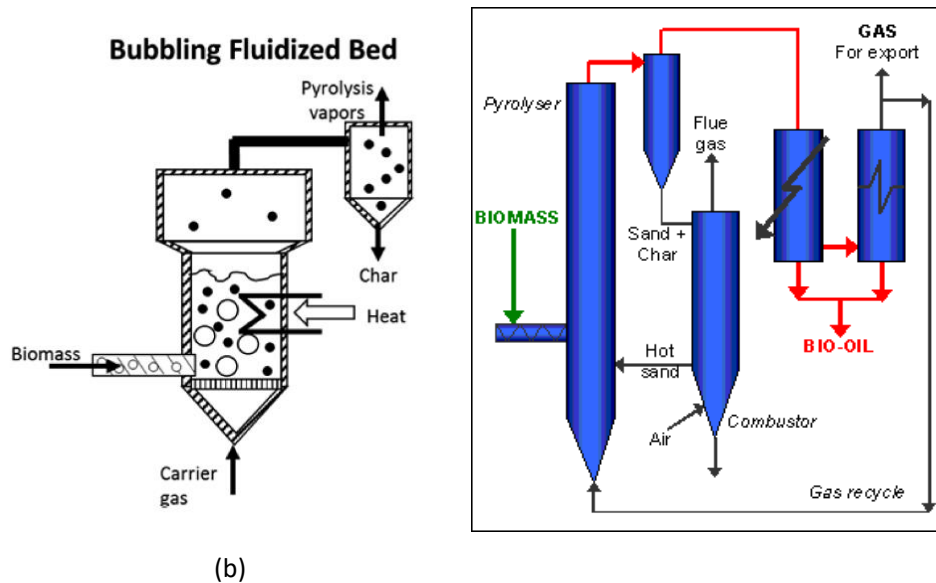 Bubbling Fluidized Bed
Pyrolysis
vapors
Char
Heat
Biomass
Carrier
gas
(b)
GAS
For export
Pyrolyser
Flue
gas
BIOMASS
Sand +
Char
Hot
sand
BIO-OIL
Air
Combustor
Gas recycle